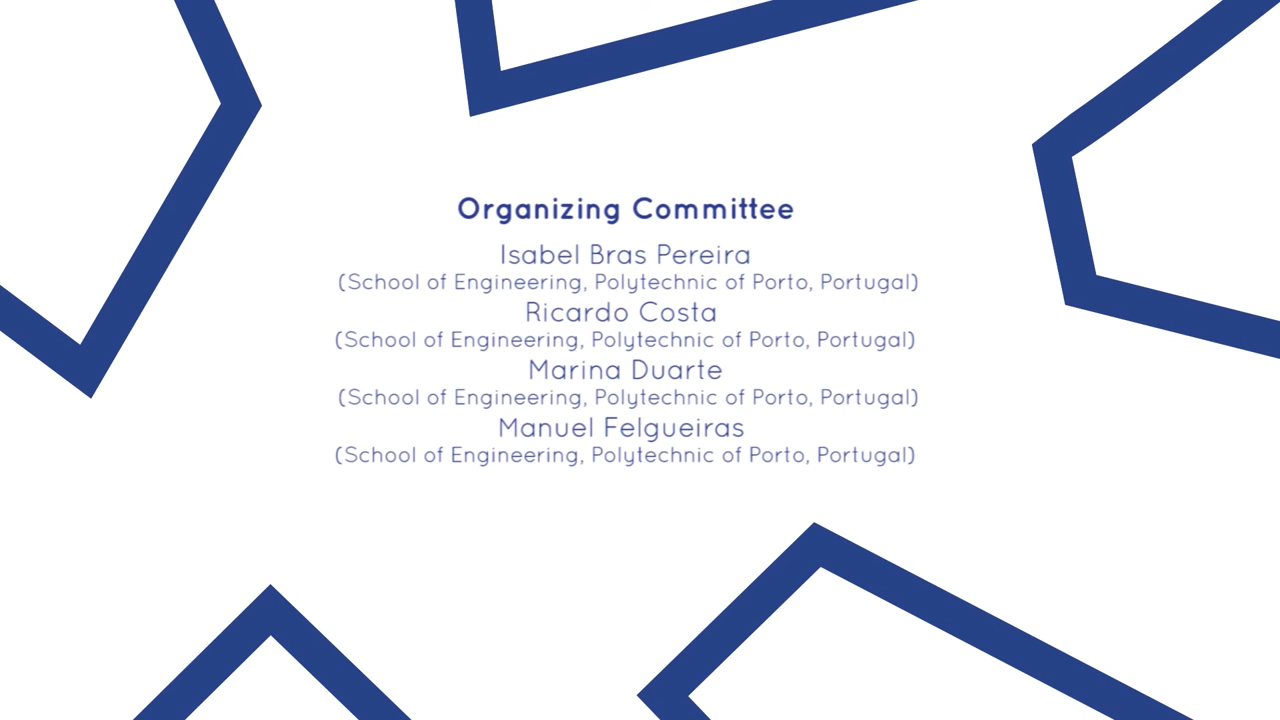 Organizing Committee
Isabel Bras Pereira
(School of Engineering, Polytechnic of Porto, Portugal)
Ricardo Costa
(School of Engineering, Polytechnic of Porto, Portugal)
Marina Duarte
(School of Engineering, Polytechnic of Porto, Portugal)
Manuel Felgueiras
(School of Engineering, Polytechnic of Porto, Portugal)